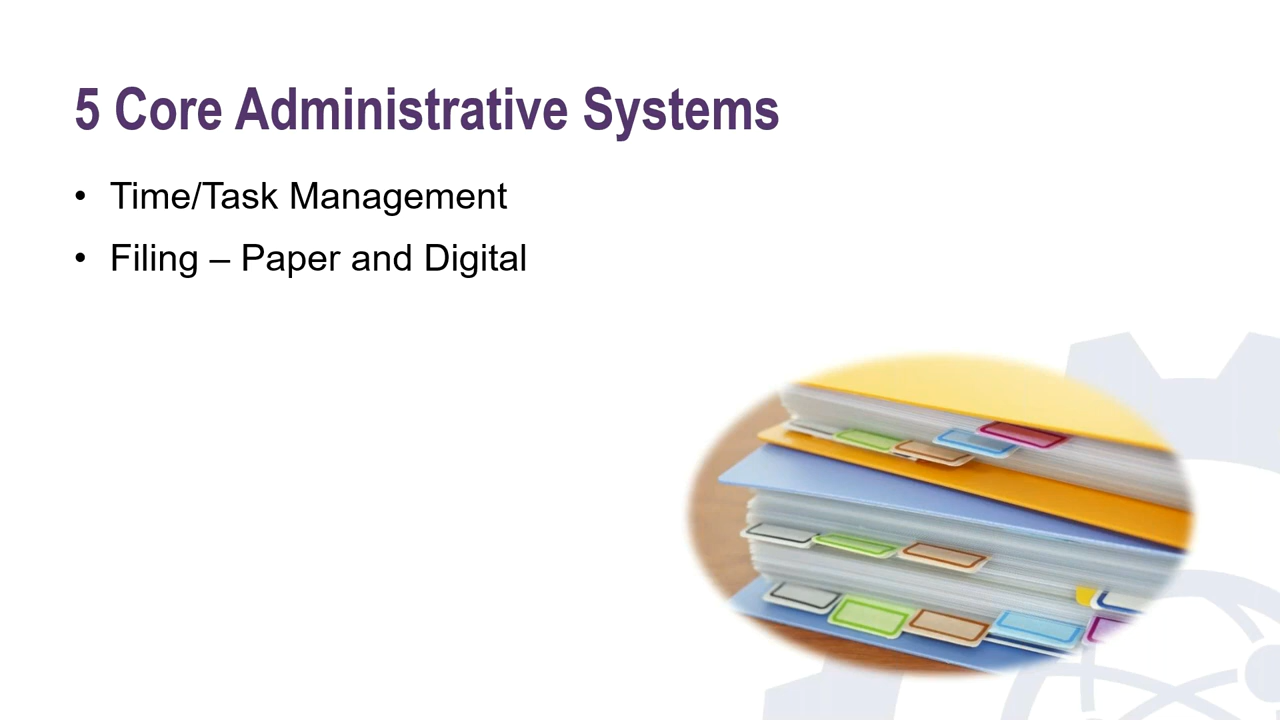 5 Core Administrative Systems
• Time/Task Management
• Filing – Paper and Digital